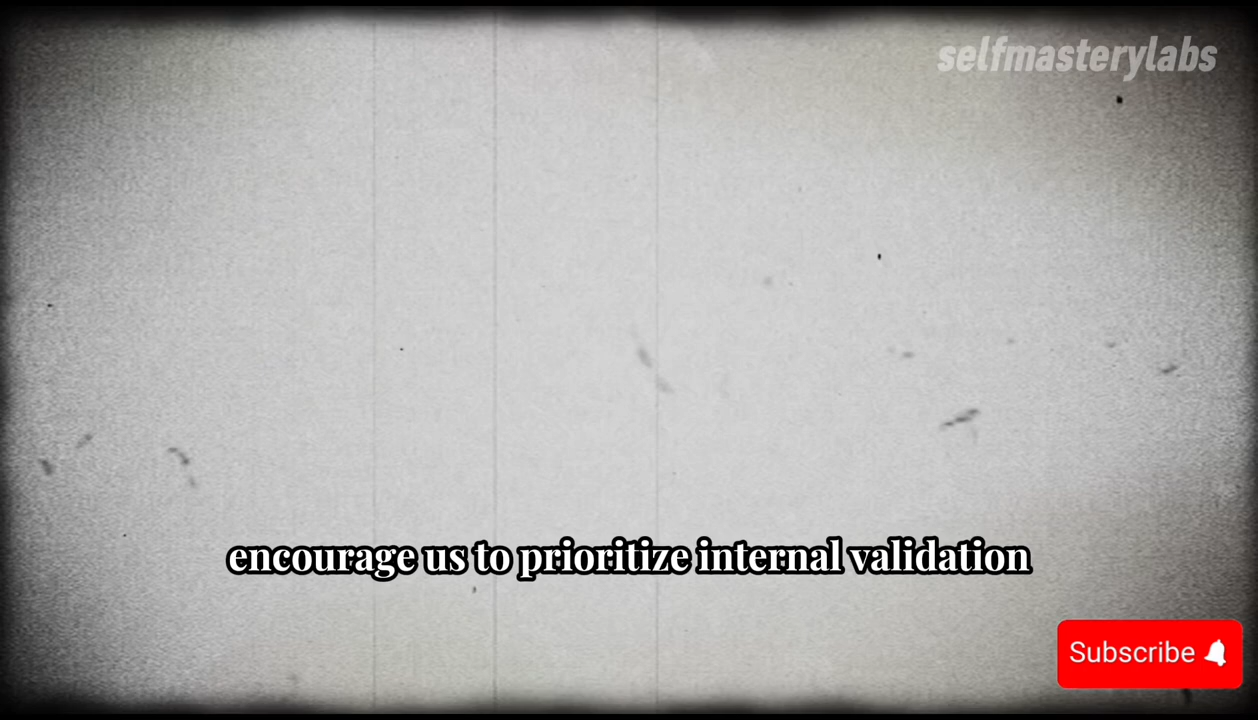 selfmasterylabs
encourage us to prioritize internal validation
Subscribe